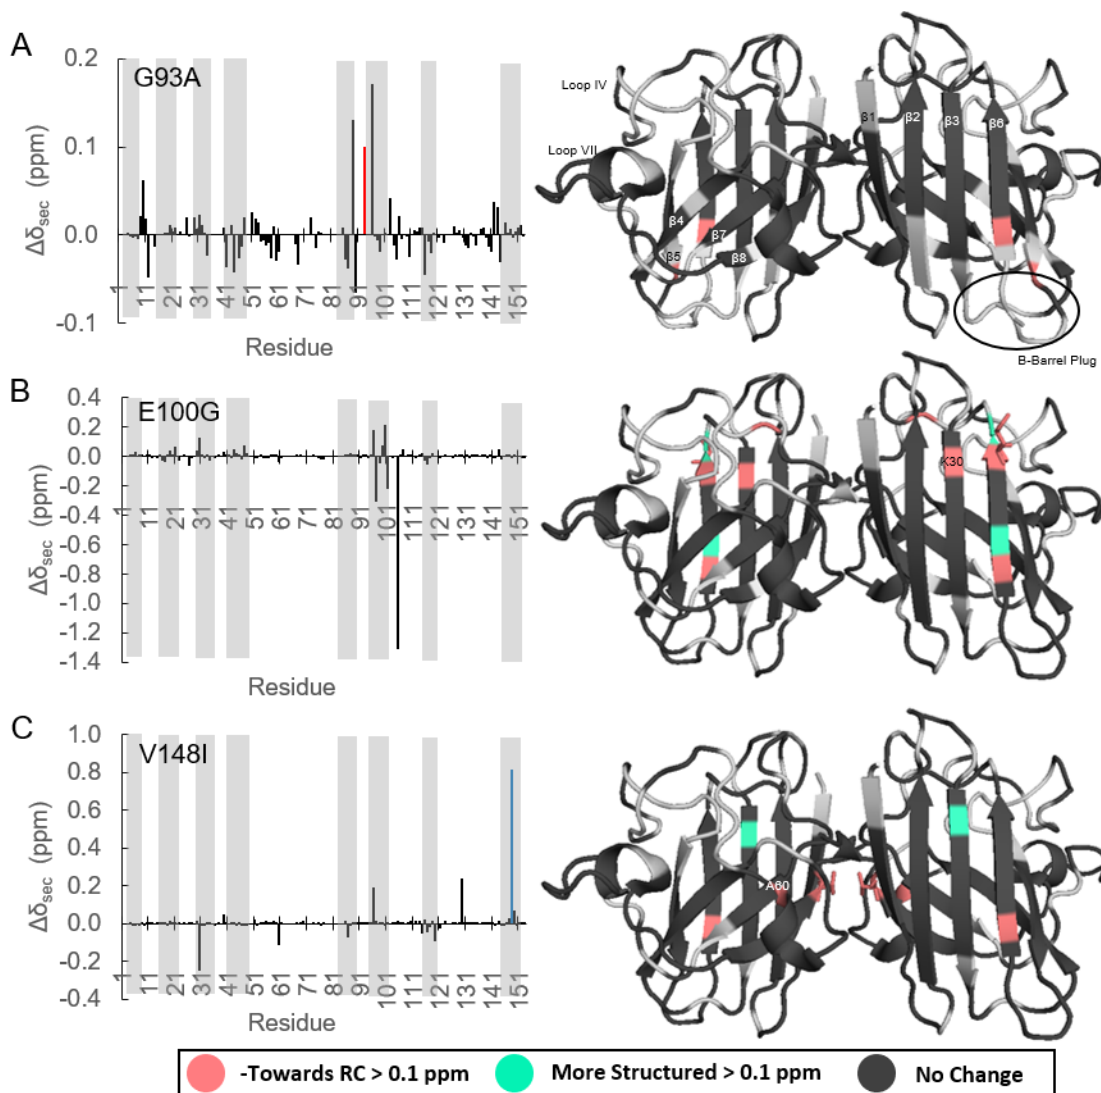 A
G93A
0.2
0.1
0.0
-0.1
Δδsec (ppm)
1 11 21 31 41 51 61 71 81 91 101 111 121 131 141 151
Residue
Loop IV
Loop VII
β1
β2
β3
β6
β4
β7
β5
β8
B-Barrel Plug
B
E100G
0.4
0.2
0.0
-0.2
-0.4
-0.6
-0.8
-1.0
-1.2
-1.4
Δδsec (ppm)
1 11 21 31 41 51 61 71 81 91 101 111 121 131 141 151
Residue
K30
C
V148I
1.0
0.8
0.6
0.4
0.2
0.0
-0.2
-0.4
Δδsec (ppm)
1 11 21 31 41 51 61 71 81 91 101 111 121 131 141 151
Residue
A60
-Towards RC > 0.1 ppm
More Structured > 0.1 ppm
No Change